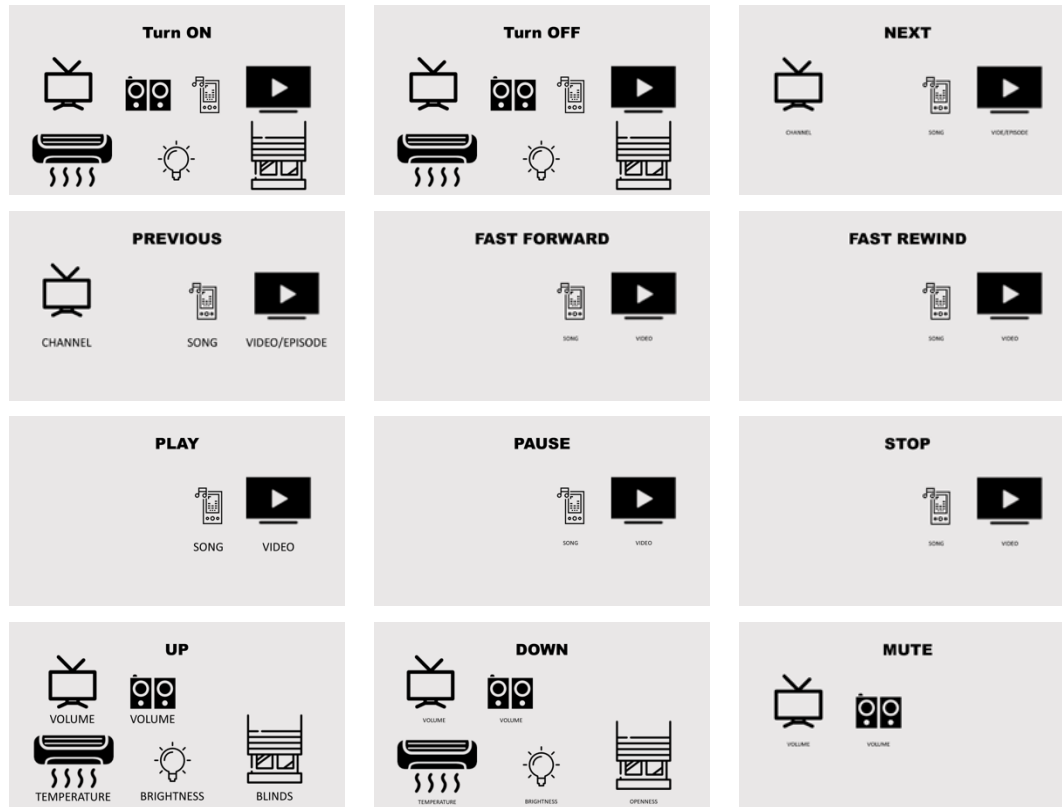 Turn ON
Turn OFF
NEXT
CHANNEL SONG VIDE/EPISODE
PREVIOUS
CHANNEL SONG VIDEO/EPISODE
FAST FORWARD
SONG VIDEO
FAST REWIND
SONG VIDEO
PLAY
SONG VIDEO
PAUSE
SONG VIDEO
STOP
SONG VIDEO
UP
VOLUME VOLUME
TEMPERATURE BRIGHTNESS BLINDS
DOWN
VOLUME VOLUME
TEMPERATURE BRIGHTNESS OPENNESS
MUTE
VOLUME VOLUME